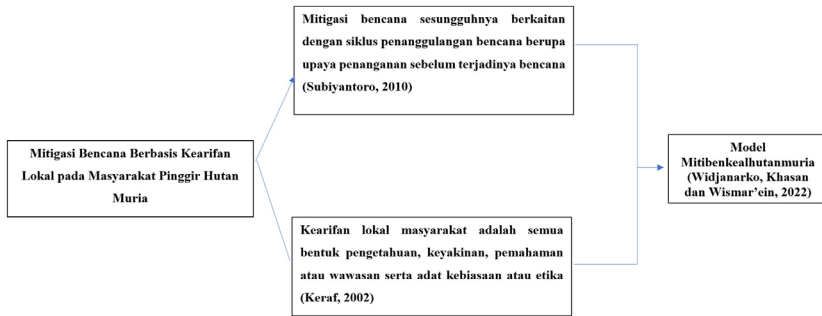 Mitigasi bencana sesungguhnya berkaitan
dengan siklus penanggulangan bencana berupa
upaya penanganan sebelum terjadinya bencana
(Subiyantoro, 2010)
Mitigasi Bencana Berbasis Kearifan
Lokal pada Masyarakat Pinggir Hutan
Muria
Model
Mitibenkealhutanmuria
(Widjanarko, Khasan
dan Wismar’ein, 2022)
Kearifan lokal masyarakat adalah semua
bentuk pengetahuan, keyakinan, pemahaman
atau wawasan serta adat kebiasaan atau etika
(Keraf, 2002)